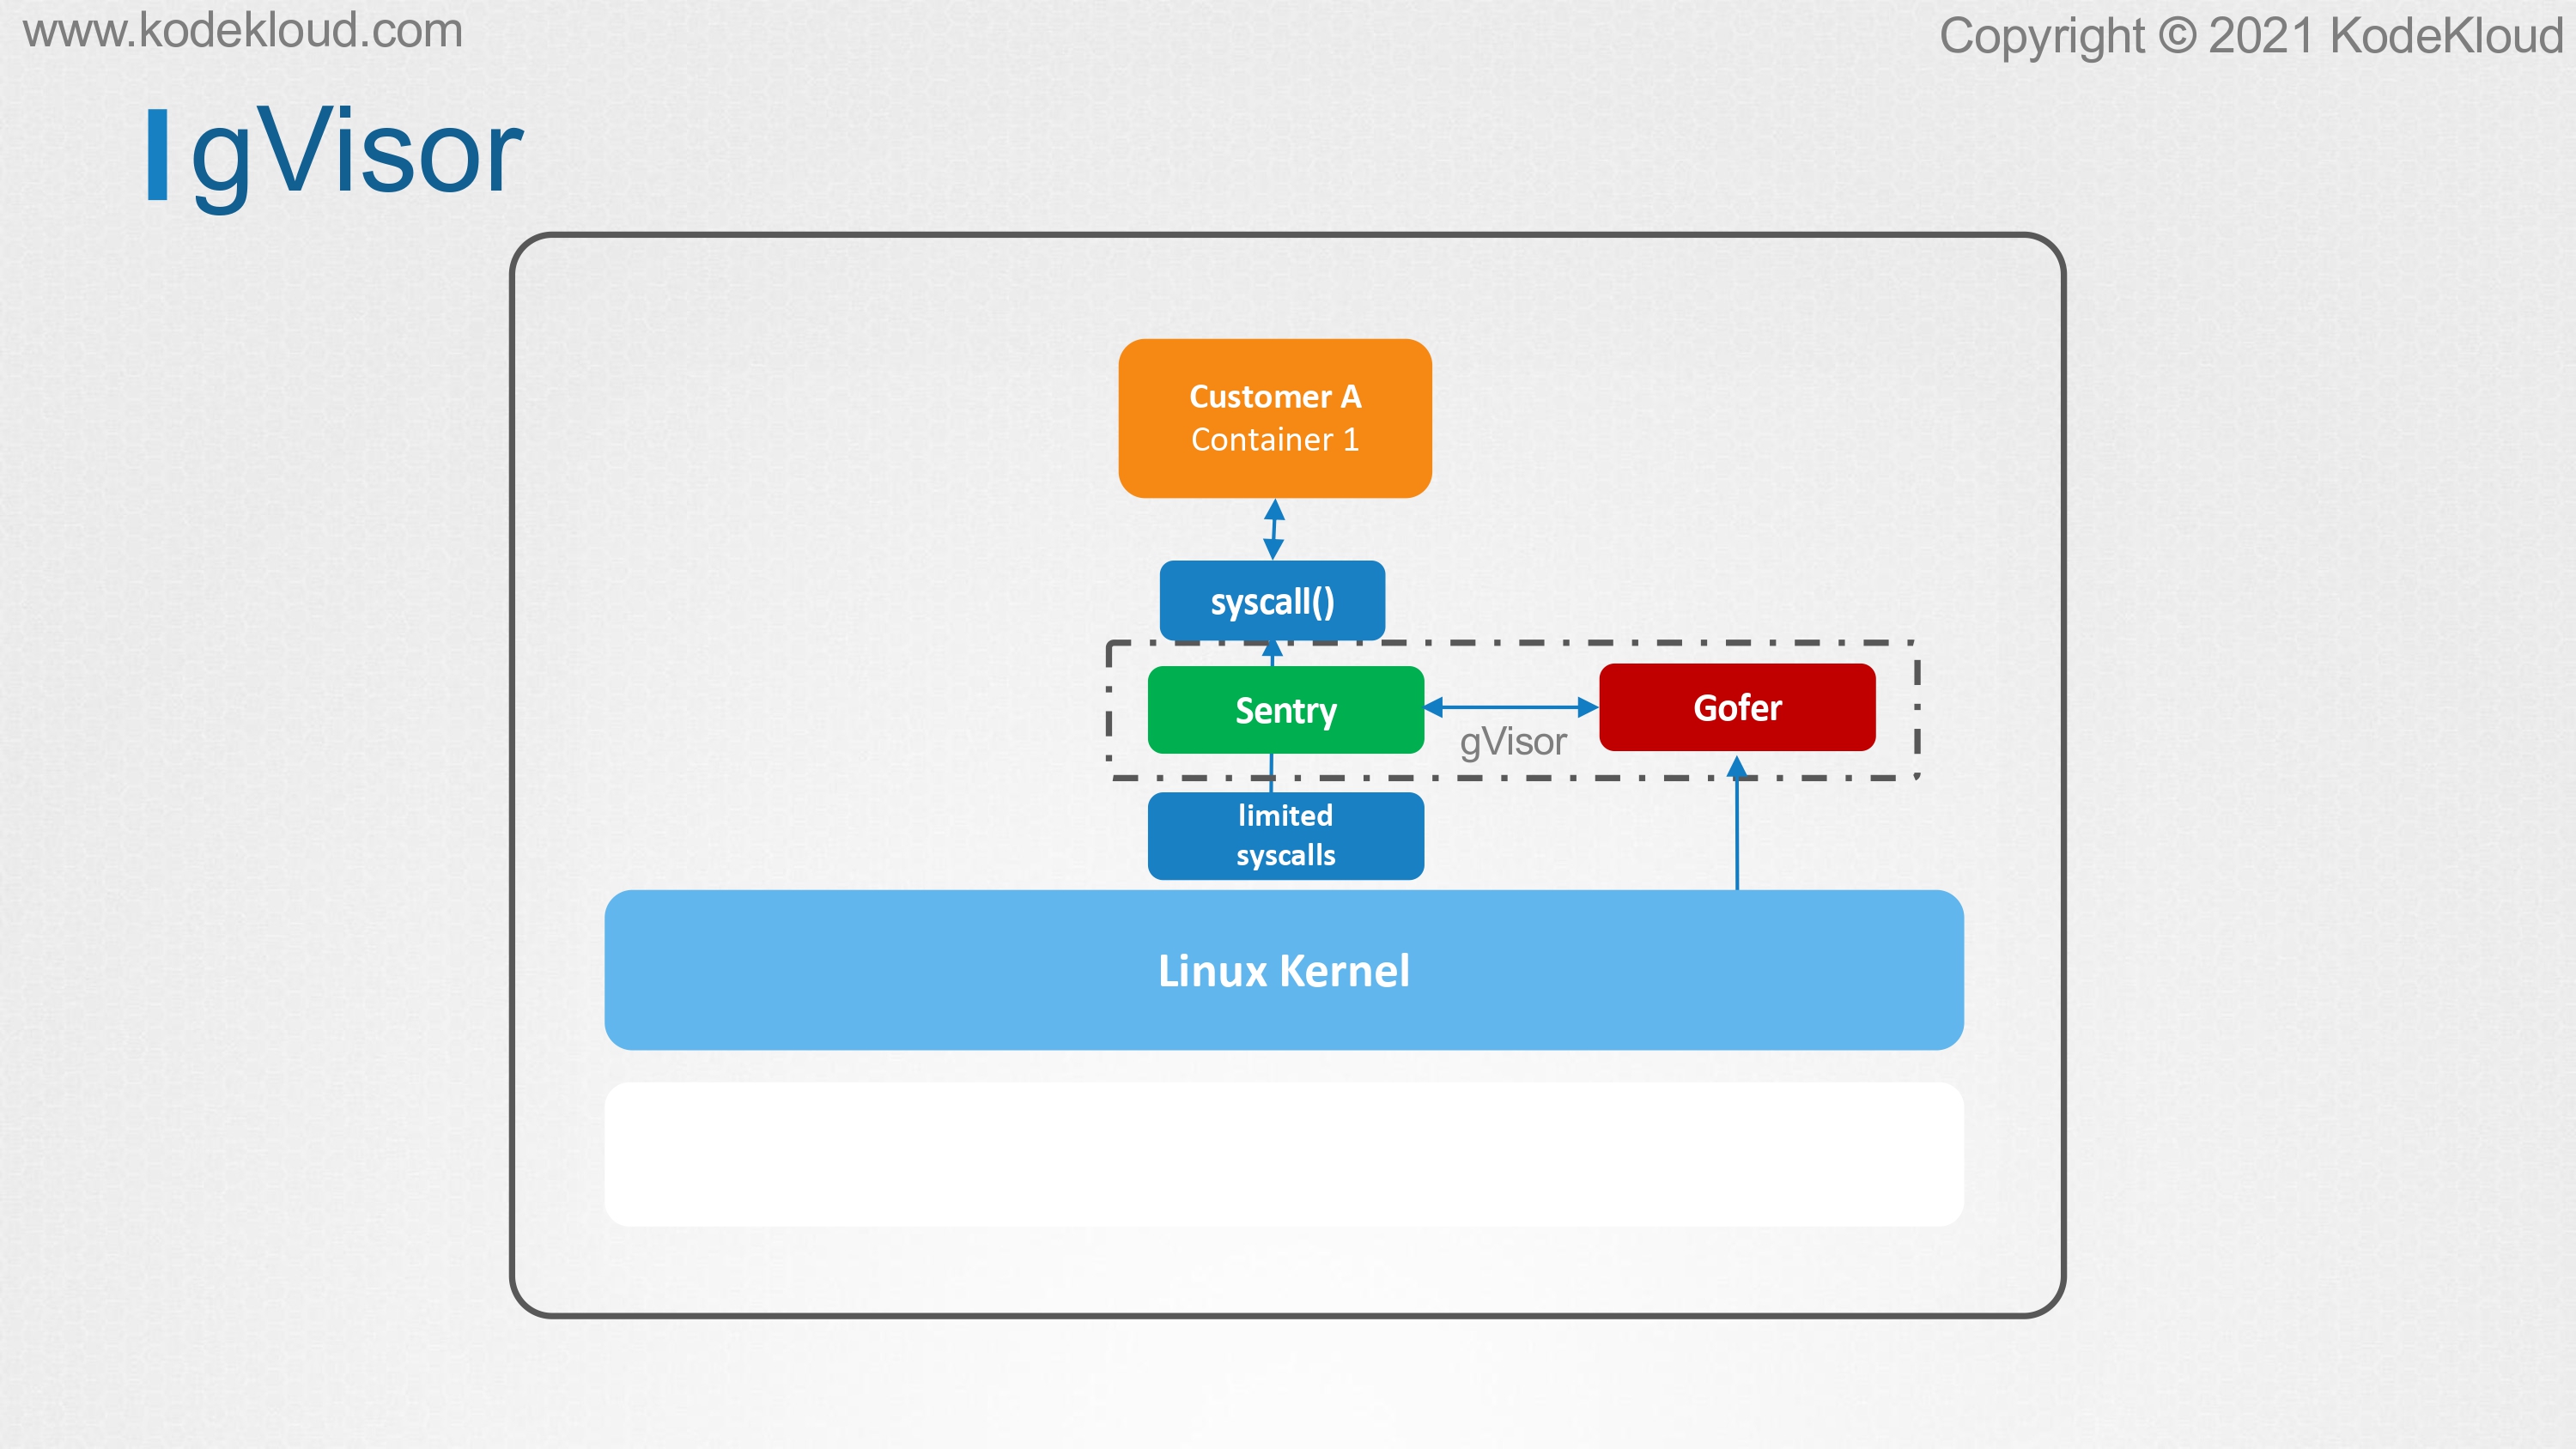 www.kodekloud.com
Copyright © 2021 KodeKloud
gVisor
Customer A
Container 1
syscall()
Sentry
Gofer
gVisor
limited
syscalls
Linux Kernel